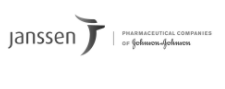 janssen
PHARMACEUTICAL COMPANIES
OF Johnson & Johnson